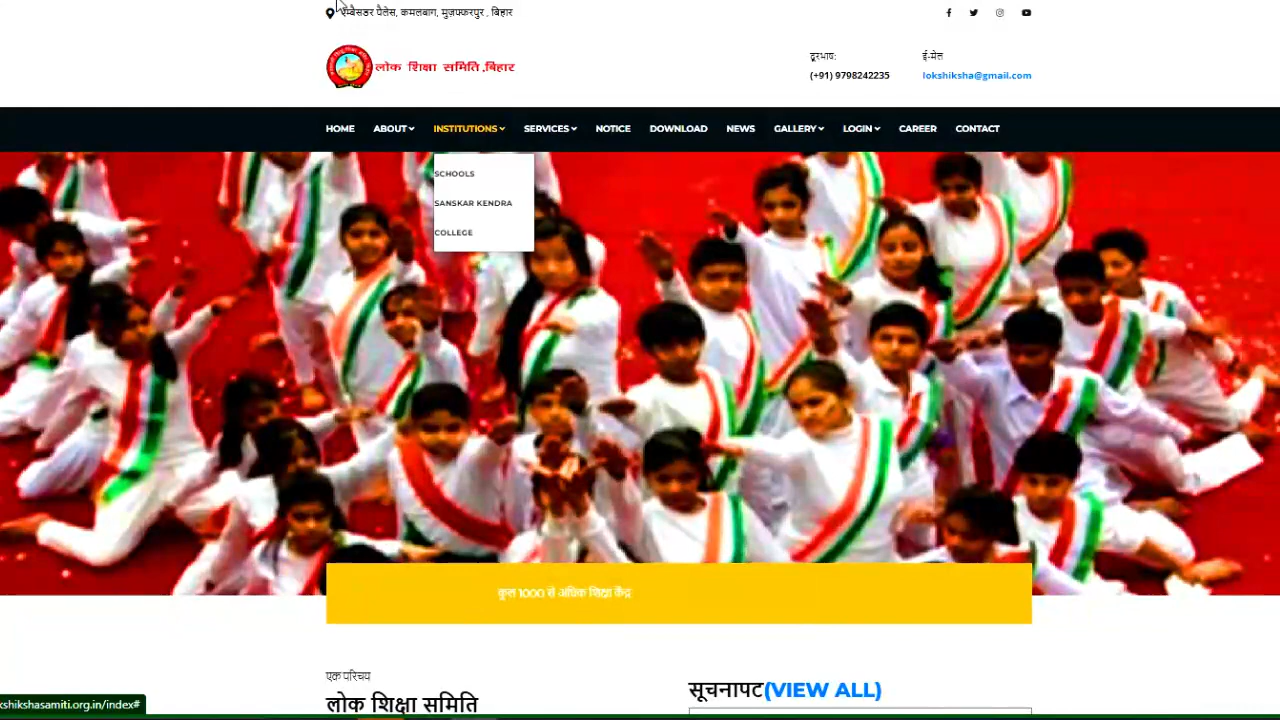 एम्बैसडर पैलेस, कमलबाग, मुज़फ्फरपुर , बिहार
लोक शिक्षा समिति ,बिहार
दूरभाष:
(+91) 9798242235
ई-मेल
lokshiksha@gmail.com
HOME ABOUT INSTITUTIONS SERVICES NOTICE DOWNLOAD NEWS GALLERY LOGIN CAREER CONTACT
SCHOOLS
SANSKAR KENDRA
COLLEGE
कुल 1000 से अधिक शिक्षा केंद्र
एक परिचय
लोक शिक्षा समिति
सूचनापट(VIEW ALL)
kshikshasamiti.org.in/index#